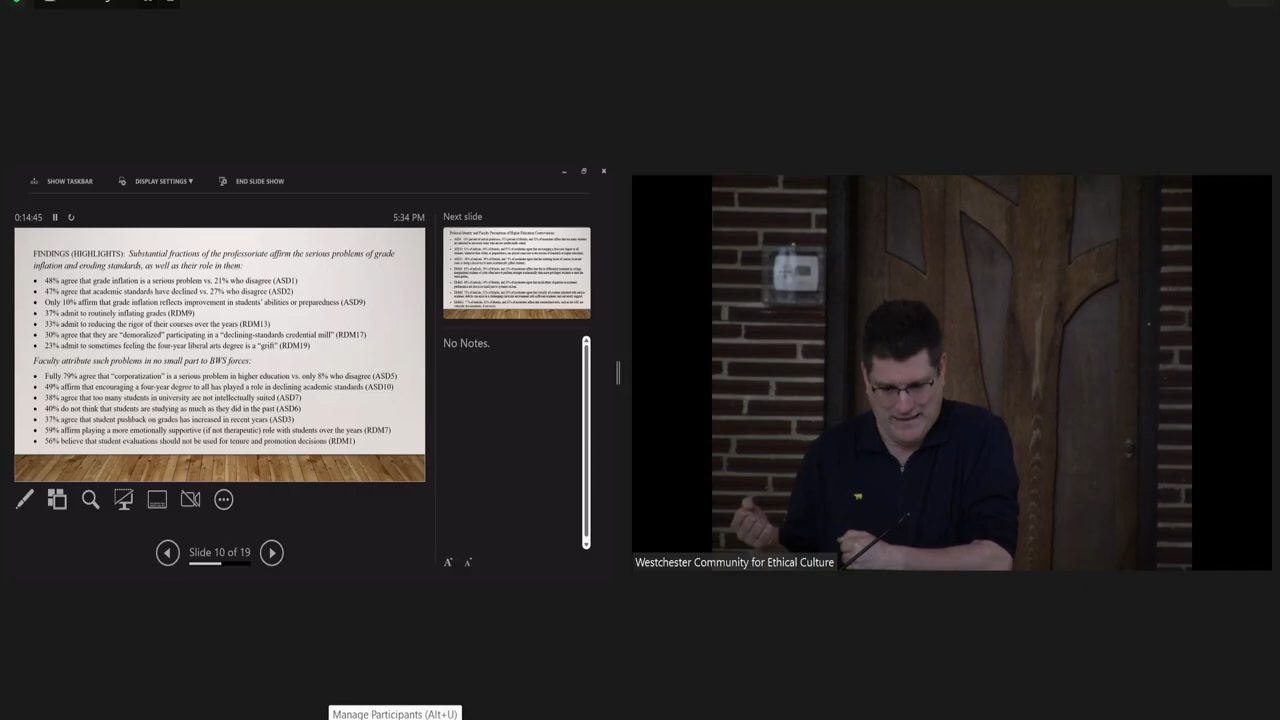 SHOW TASKBAR
DISPLAY SETTINGS ▾
END SLIDE SHOW
0:14:45
5:34 PM
Next slide
FINDINGS (HIGHLIGHTS): Substantial fractions of the professoriate affirm the serious problems of grade
inflation and eroding standards, as well as their role in them:
• 48% agree that grade inflation is a serious problem vs. 21% who disagree (ASD1)
• 47% agree that academic standards have declined vs. 27% who disagree (ASD2)
• Only 10% affirm that grade inflation reflects improvement in students' abilities or preparedness (ASD9)
• 37% admit to routinely inflating grades (RDM9)
• 33% admit to reducing the rigor of their courses over the years (RDM13)
• 30% agree that they are “demoralized” participating in a “declining-standards credential mill” (RDM17)
• 23% admit to sometimes feeling the four-year liberal arts degree is a “grift” (RDM19)
Faculty attribute such problems in no small part to BWS forces:
• Fully 79% agree that “corporatization” is a serious problem in higher education vs. only 8% who disagree (ASD5)
• 49% affirm that encouraging a four-year degree to all has played a role in declining academic standards (ASD10)
• 38% agree that too many students in university are not intellectually suited (ASD7)
• 40% do not think that students are studying as much as they did in the past (ASD6)
• 37% agree that student pushback on grades has increased in recent years (ASD3)
• 59% affirm playing a more emotionally supportive (if not therapeutic) role with students over the years (RDM7)
• 56% believe that student evaluations should not be used for tenure and promotion decisions (RDM1)
Political Identity and Faculty Perceptions of Higher Education Controversies
No Notes.
Slide 10 of 19
A A
Westchester Community for Ethical Culture
Manage Participants (Alt+U)